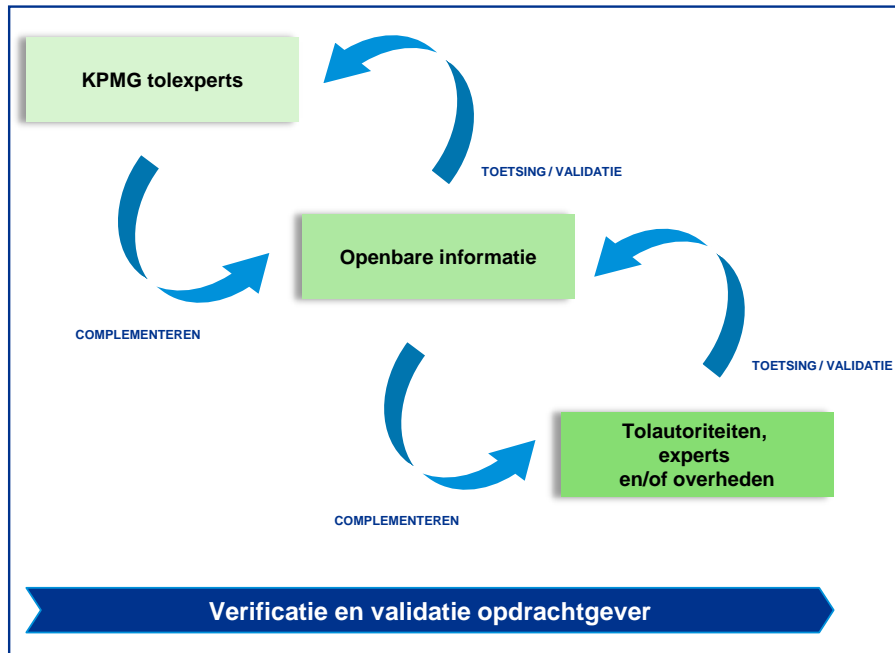 KPMG tolexperts
TOETSING / VALIDATIE
Openbare informatie
COMPLEMENTEREN
TOETSING / VALIDATIE
Tolautoriteiten,
experts
en/of overheden
COMPLEMENTEREN
Verificatie en validatie opdrachtgever